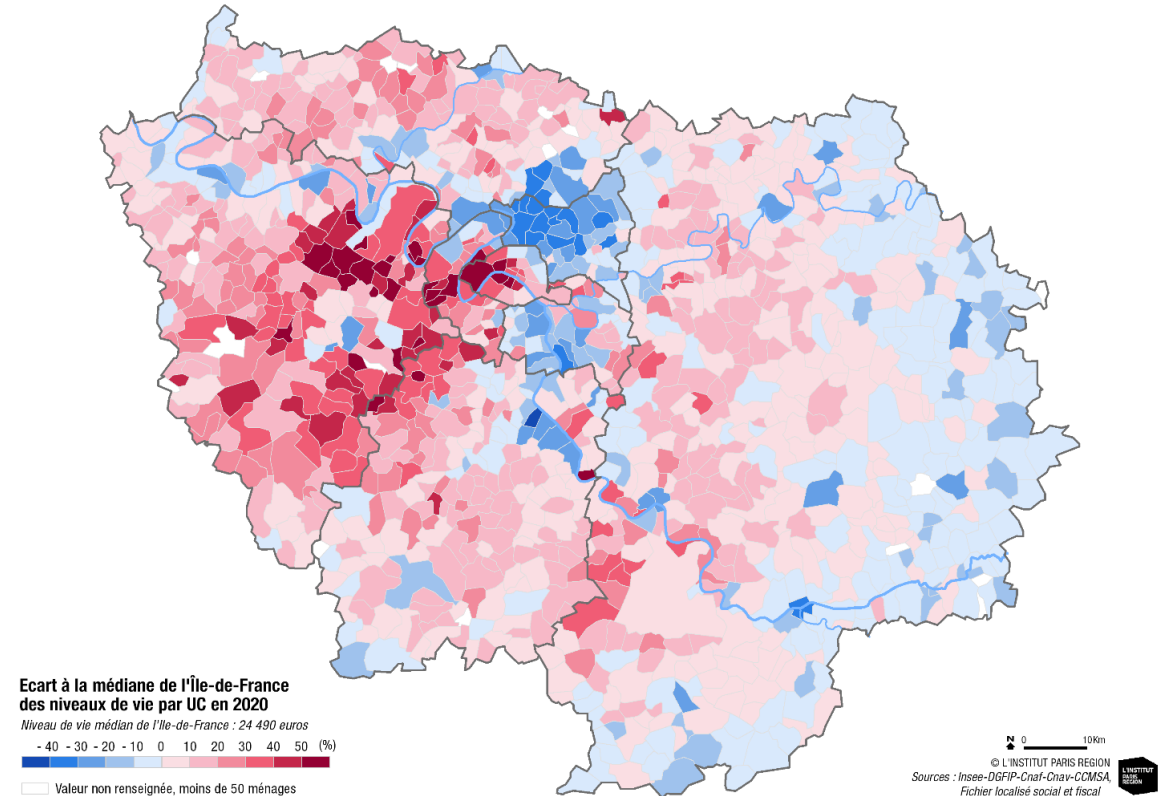 Ecart à la médiane de l'Île-de-France
des niveaux de vie par UC en 2020
Niveau de vie médian de l'Ile-de-France : 24 490 euros
- 40 - 30 - 20 - 10 0 10 20 30 40 50 (%)
Valeur non renseignée, moins de 50 ménages
N 0 10Km
© L'INSTITUT PARIS REGION
Sources : Insee-DGFIP-Cnaf-Cnav-CCMSA,
Fichier localisé social et fiscal
L'INSTITUT
PARIS
REGION